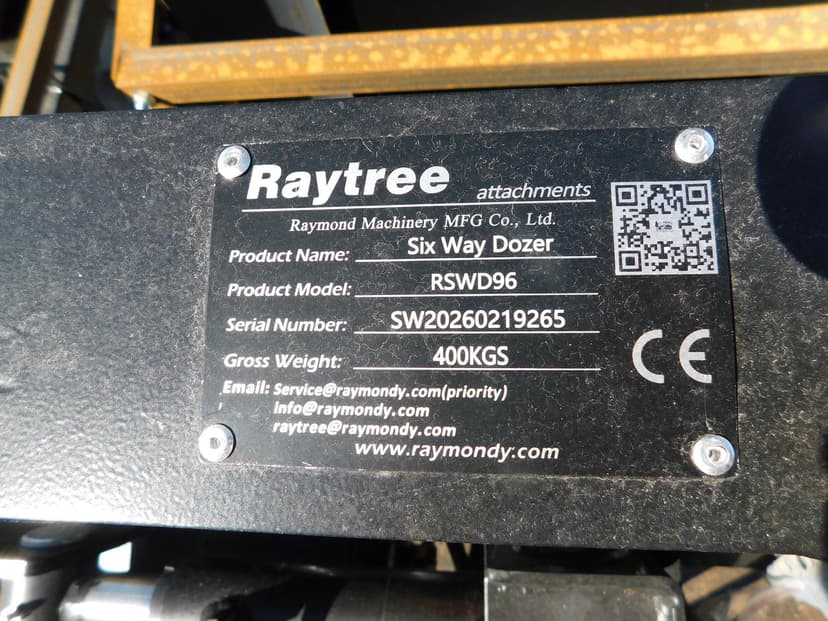 Raytree attachments
Raymond Machinery MFG Co., Ltd.
Product Name: Six Way Dozer
Product Model: RSWD96
Serial Number: SW20260219265
Gross Weight: 400KGS
Email: Service@raymondy.com(priority)
info@raymondy.com
raytree@raymondy.com
www.raymondy.com
CE